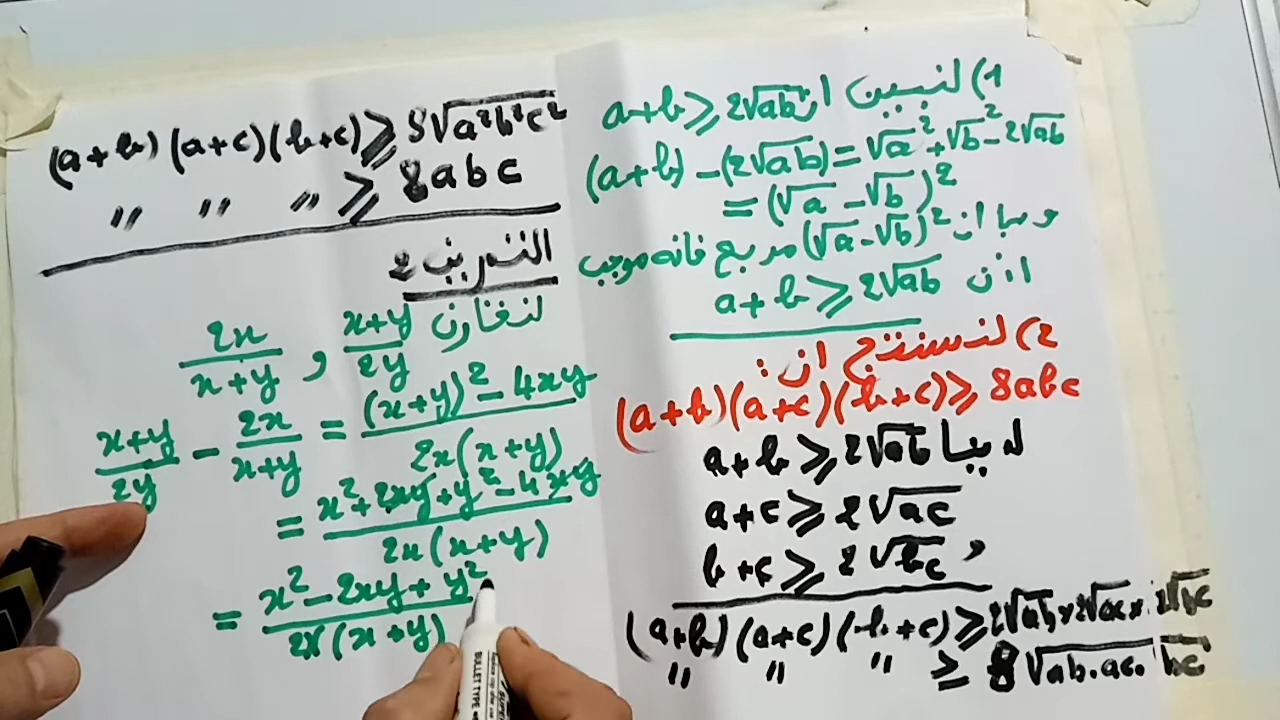 1) لنبين ان a+b ≥ 2√ab
(a+b) - (2√ab) = √a² + √b² - 2√ab
= (√a - √b)²
و بما ان (√a - √b)² مربع فانه موجب
اذن a+b ≥ 2√ab
2) لنستنتج ان :
(a+b)(a+c)(b+c) ≥ 8abc
لدينا a+b ≥ 2√ab
a+c ≥ 2√ac
b+c ≥ 2√bc ,
(a+b)(a+c)(b+c) ≥ 2√ab × 2√ac × 2√bc
" " " ≥ 8√ab.ac.bc
(a+b)(a+c)(b+c) ≥ 8√a²b²c²
" " " ≥ 8abc
التمرين 2
لنقارن (x+y)/2y و 2x/(x+y)
(x+y)/2y - 2x/(x+y) = ((x+y)² - 4xy)/2x(x+y)
= (x²+2xy+y²-4xy)/2x(x+y)
= (x²-2xy+y²)/2x(x+y)
BULLET TYPE